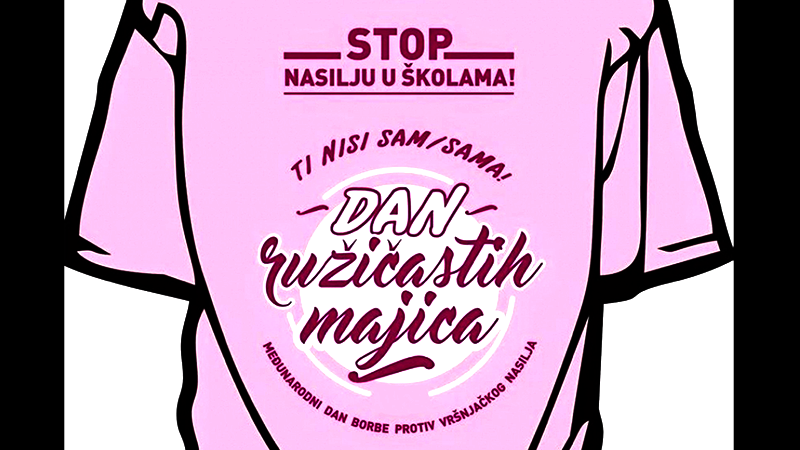 STOP
NASILJU U ŠKOLAMA!
TI NISI SAM/SAMA!
DAN
ružičastih
majica
MEĐUNARODNI DAN BORBE PROTIV VRŠNJAČKOG NASILJA